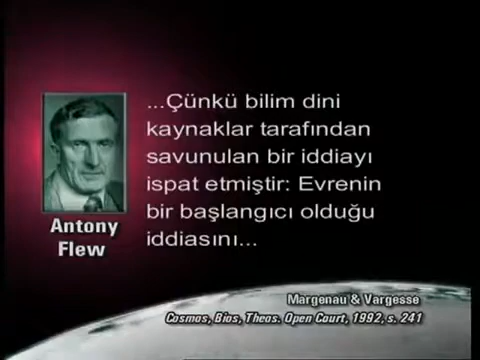 ...Çünkü bilim dini
kaynaklar tarafından
savunulan bir iddiayı
ispat etmiştir: Evrenin
bir başlangıcı olduğu
iddiasını...
Antony
Flew
Margenau & Vargesse
Cosmos, Bios, Theos. Open Court, 1992, s. 241